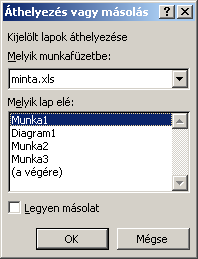 Áthelyezés vagy másolás
Kijelölt lapok áthelyezése
Melyik munkafüzetbe:
minta.xls
Melyik lap elé:
Munka1
Diagram1
Munka2
Munka3
(a végére)
Legyen másolat
OK
Mégse